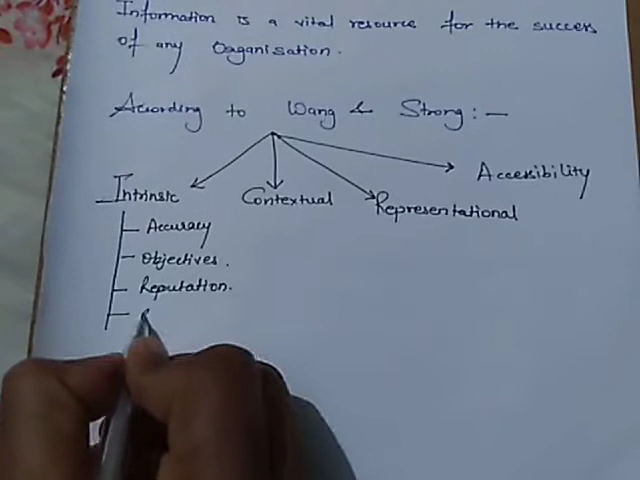 Information is a vital resource for the success
of any Organisation.
According to Wang & Strong:-
Intrinsic Contextual Representational Accessibility
Accuracy
Objectives.
Reputation.